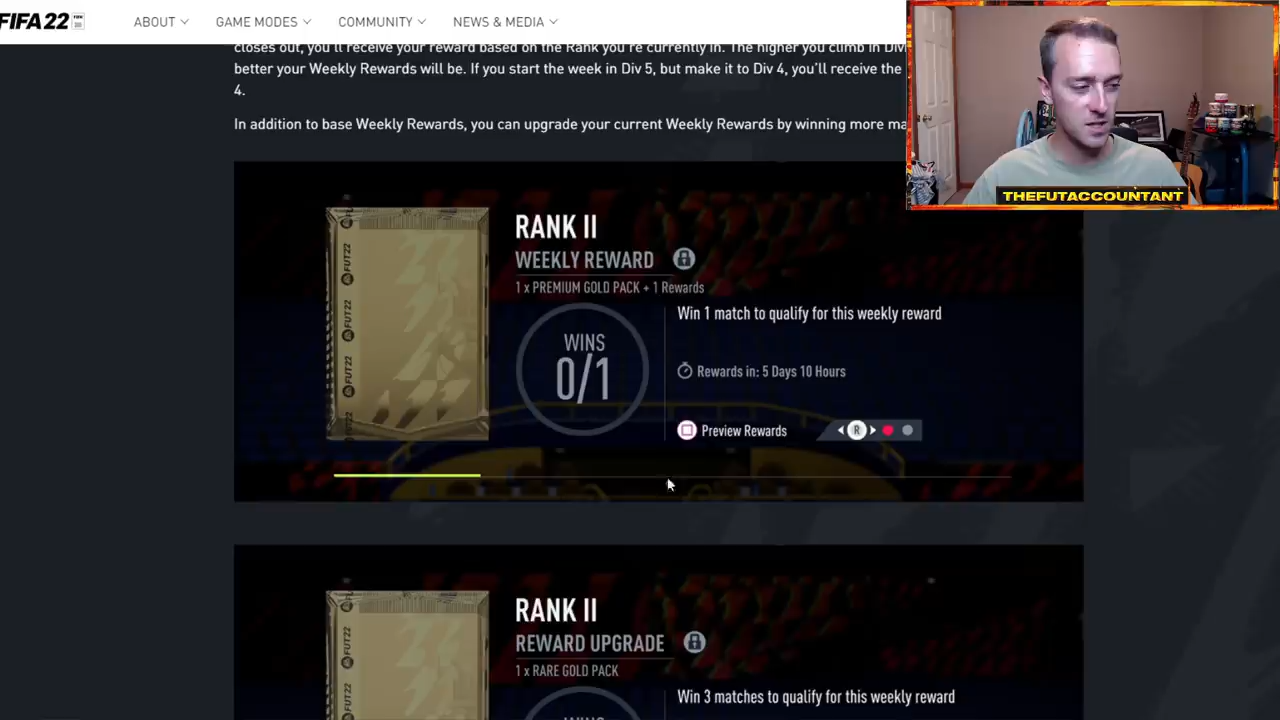 FIFA 22
ABOUT
GAME MODES
COMMUNITY
NEWS & MEDIA
closes out, you'll receive your reward based on the Rank you're currently in. The higher you climb in Div
better your Weekly Rewards will be. If you start the week in Div 5, but make it to Div 4, you'll receive the
4.
In addition to base Weekly Rewards, you can upgrade your current Weekly Rewards by winning more ma
THEFUTACCOUNTANT
FUT22 FUT22 FUT22
RANK II
WEEKLY REWARD
1 x PREMIUM GOLD PACK + 1 Rewards
WINS
0/1
Win 1 match to qualify for this weekly reward
Rewards in: 5 Days 10 Hours
Preview Rewards
R
FUT22
RANK II
REWARD UPGRADE
1 x RARE GOLD PACK
WINS
Win 3 matches to qualify for this weekly reward